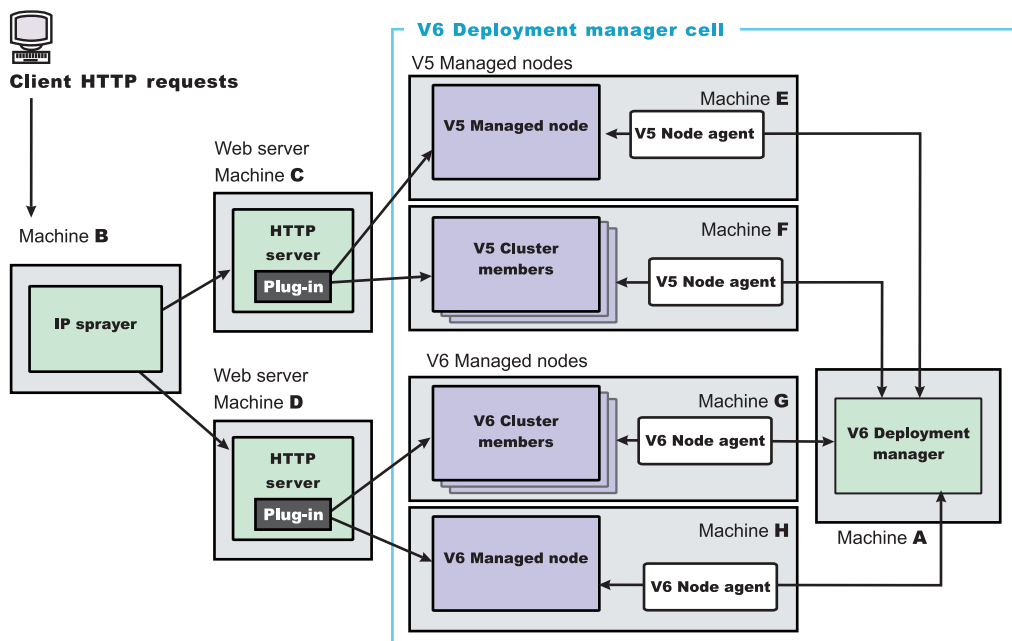 V6 Deployment manager cell
Client HTTP requests
V5 Managed nodes
Machine E
V5 Managed node
V5 Node agent
Web server
Machine C
HTTP
server
Plug-in
Machine B
IP sprayer
Machine F
V5 Cluster
members
V5 Node agent
V6 Managed nodes
Web server
Machine D
HTTP
server
Plug-in
Machine G
V6 Cluster
members
V6 Node agent
V6 Deployment
manager
Machine A
Machine H
V6 Managed node
V6 Node agent